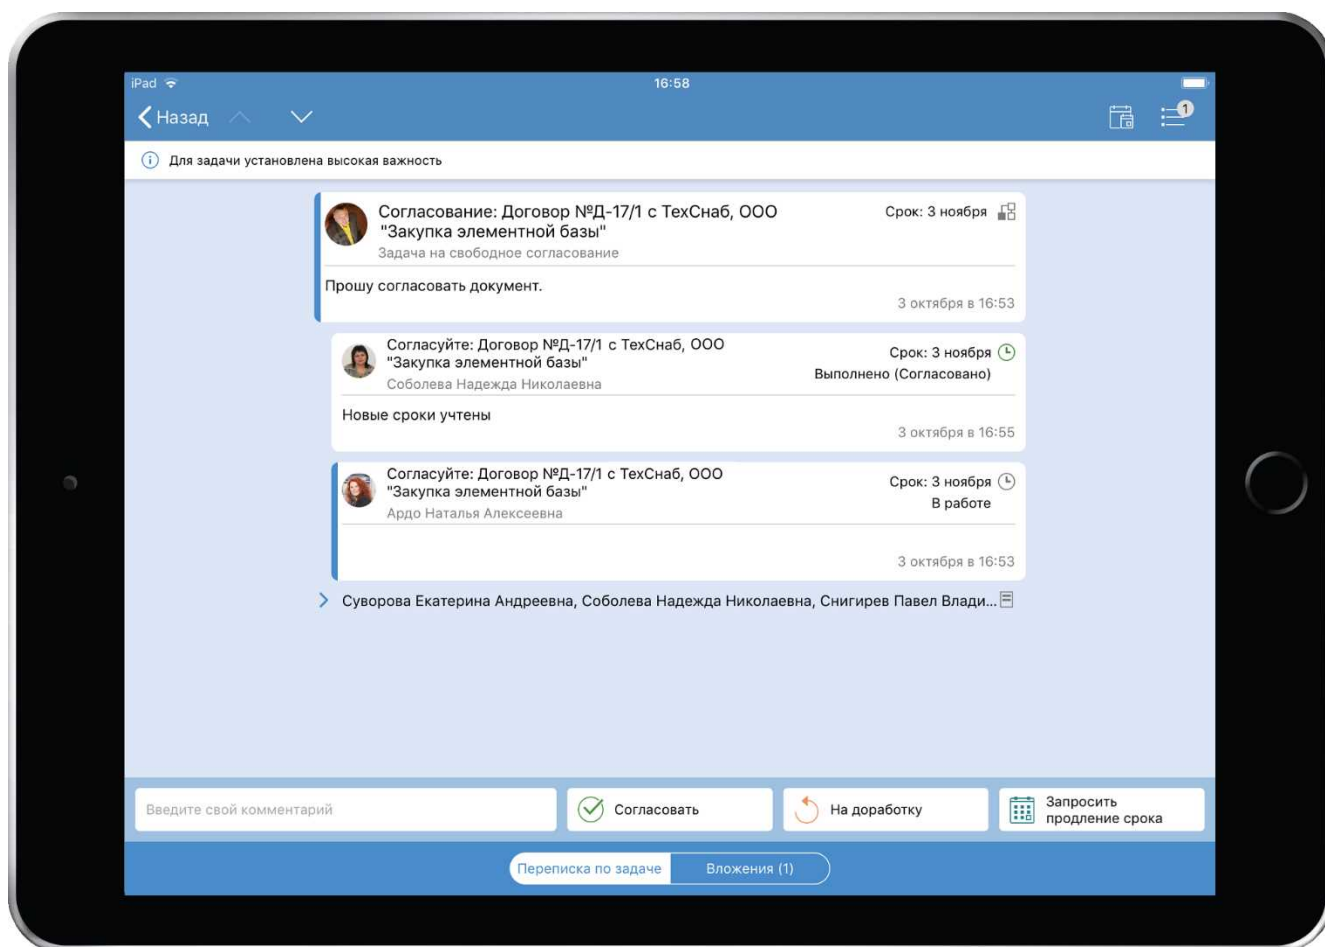 iPad 16:58
Назад
1
Для задачи установлена высокая важность
Согласование: Договор №Д-17/1 с ТехСнаб, ООО
"Закупка элементной базы"
Срок: 3 ноября
Задача на свободное согласование
Прошу согласовать документ.
3 октября в 16:53
Согласуйте: Договор №Д-17/1 с ТехСнаб, ООО
"Закупка элементной базы"
Срок: 3 ноября
Выполнено (Согласовано)
Соболева Надежда Николаевна
Новые сроки учтены
3 октября в 16:55
Согласуйте: Договор №Д-17/1 с ТехСнаб, ООО
"Закупка элементной базы"
Срок: 3 ноября
В работе
Ардо Наталья Алексеевна
3 октября в 16:53
Суворова Екатерина Андреевна, Соболева Надежда Николаевна, Снигирев Павел Влади...
Введите свой комментарий
Согласовать
На доработку
Запросить
продление срока
Переписка по задаче
Вложения (1)